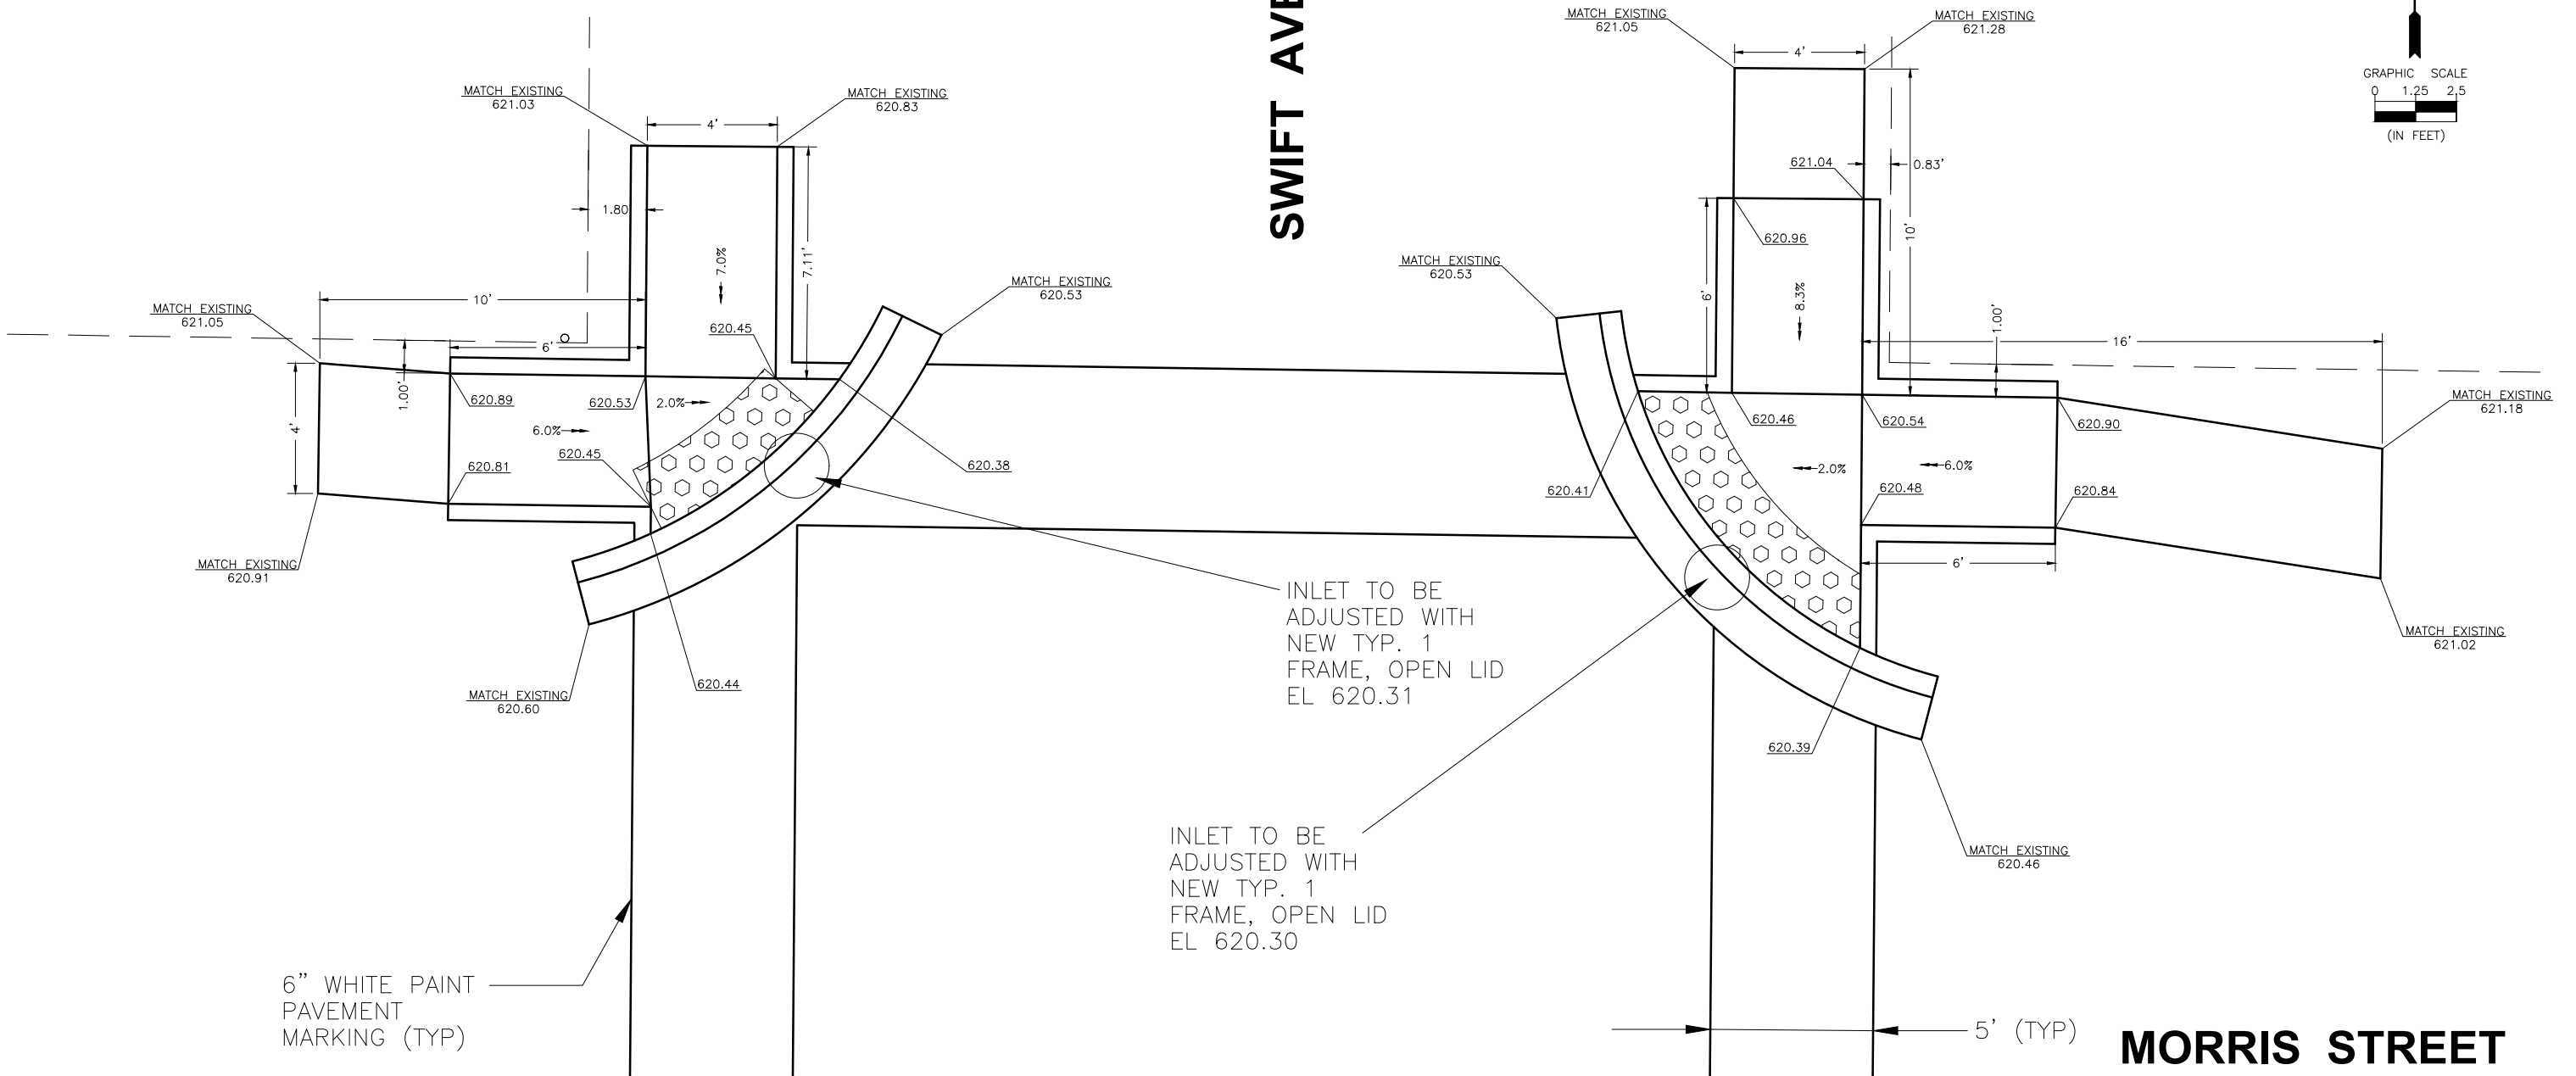 SWIFT AVE
MATCH EXISTING
621.05
MATCH EXISTING
621.28
4'
GRAPHIC SCALE
0 1.25 2.5
(IN FEET)
MATCH EXISTING
621.03
MATCH EXISTING
620.83
4'
1.80
7.0%
7.11'
621.04
0.83'
620.96
10'
6'
8.3%
MATCH EXISTING
620.53
MATCH EXISTING
620.53
MATCH EXISTING
621.05
10'
6'
1.00'
4'
620.45
620.89
620.53
2.0%
6.0%
620.45
620.81
620.38
1.00'
16'
MATCH EXISTING
621.18
620.46
620.54
620.90
2.0%
6.0%
620.41
620.48
620.84
6'
MATCH EXISTING
620.91
MATCH EXISTING
620.60
620.44
INLET TO BE
ADJUSTED WITH
NEW TYP. 1
FRAME, OPEN LID
EL 620.31
MATCH EXISTING
621.02
620.39
INLET TO BE
ADJUSTED WITH
NEW TYP. 1
FRAME, OPEN LID
EL 620.30
MATCH EXISTING
620.46
6” WHITE PAINT
PAVEMENT
MARKING (TYP)
5' (TYP)
MORRIS STREET